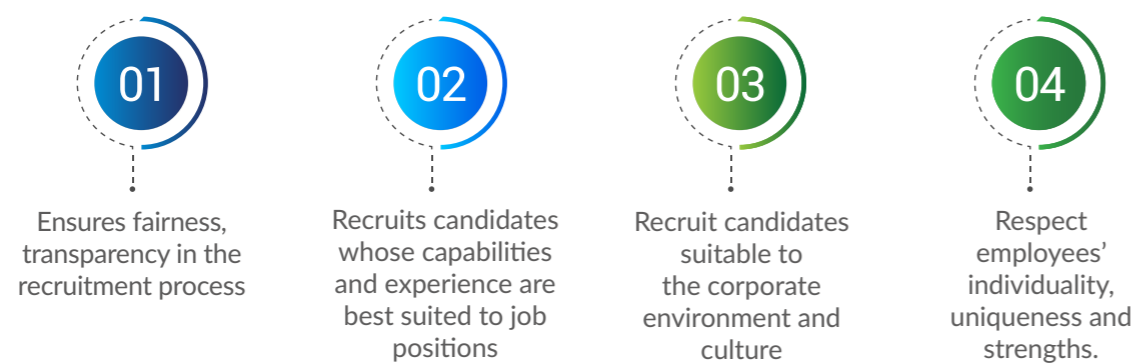 01
Ensures fairness,
transparency in the
recruitment process
02
Recruits candidates
whose capabilities
and experience are
best suited to job
positions
03
Recruit candidates
suitable to
the corporate
environment and
culture
04
Respect
employees’
individuality,
uniqueness and
strengths.